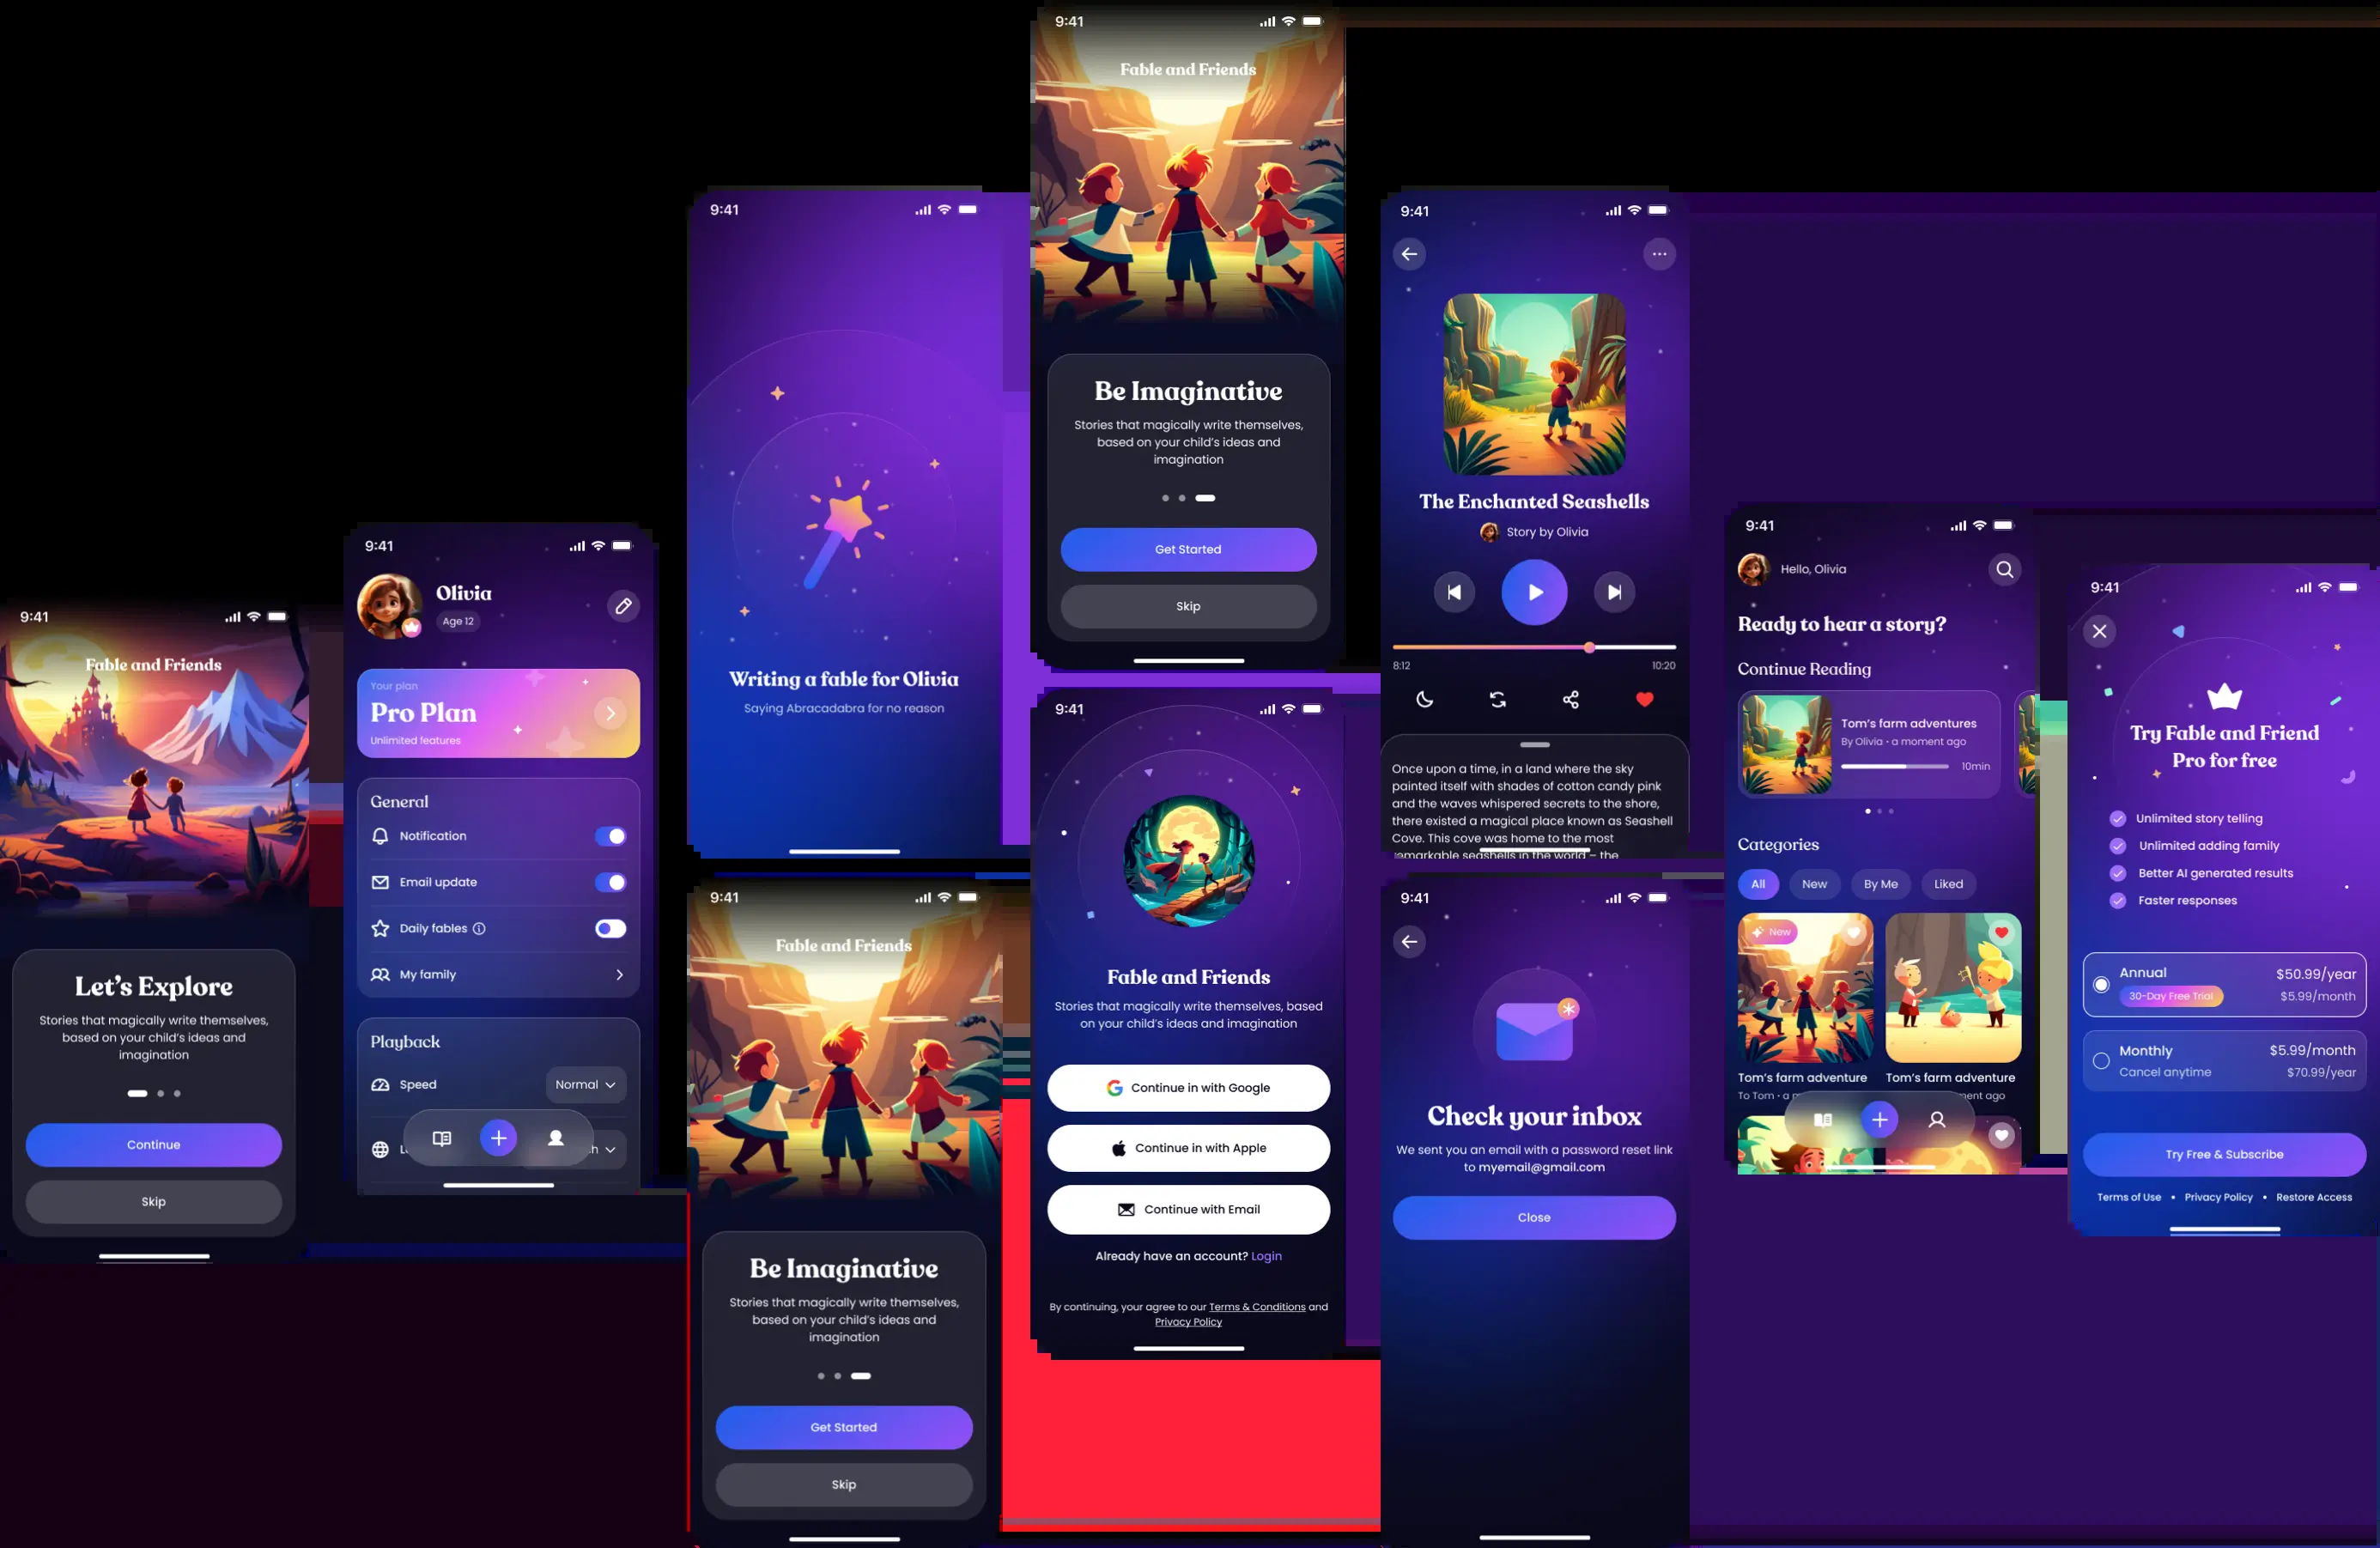 9:41
Fable and Friends
Let's Explore
Stories that magically write themselves,
based on your child's ideas and
imagination
Continue
Skip
9:41
Olivia
Age 12
Your plan
Pro Plan
Unlimited features
General
Notification
Email update
Daily fables
My family
Playback
Speed
Normal
9:41
Writing a fable for Olivia
Saying Abracadabra for no reason
9:41
Fable and Friends
Be Imaginative
Stories that magically write themselves,
based on your child's ideas and
imagination
Get Started
Skip
9:41
Fable and Friends
Be Imaginative
Stories that magically write themselves,
based on your child's ideas and
imagination
Get Started
Skip
9:41
Fable and Friends
Stories that magically write themselves, based
on your child's ideas and imagination
Continue in with Google
Continue in with Apple
Continue with Email
Already have an account? Login
By continuing, your agree to our Terms & Conditions and
Privacy Policy
9:41
The Enchanted Seashells
Story by Olivia
8:12
10:20
Once upon a time, in a land where the sky
painted itself with shades of cotton candy pink
and the waves whispered secrets to the shore,
there existed a magical place known as Seashell
Cove. This cove was home to the most
remarkable seashells in the world – the
9:41
Check your inbox
We sent you an email with a password reset link
to myemail@gmail.com
Close
9:41
Hello, Olivia
Ready to hear a story?
Continue Reading
Tom's farm adventures
By Olivia • a moment ago
10min
Categories
All
New
By Me
Liked
New
Tom's farm adventure
Tom's farm adventure
To Tom • a
ago
9:41
Try Fable and Friend
Pro for free
Unlimited story telling
Unlimited adding family
Better AI generated results
Faster responses
Annual
$50.99/year
30-Day Free Trial
$5.99/month
Monthly
$5.99/month
Cancel anytime
$70.99/year
Try Free & Subscribe
Terms of Use • Privacy Policy • Restore Access